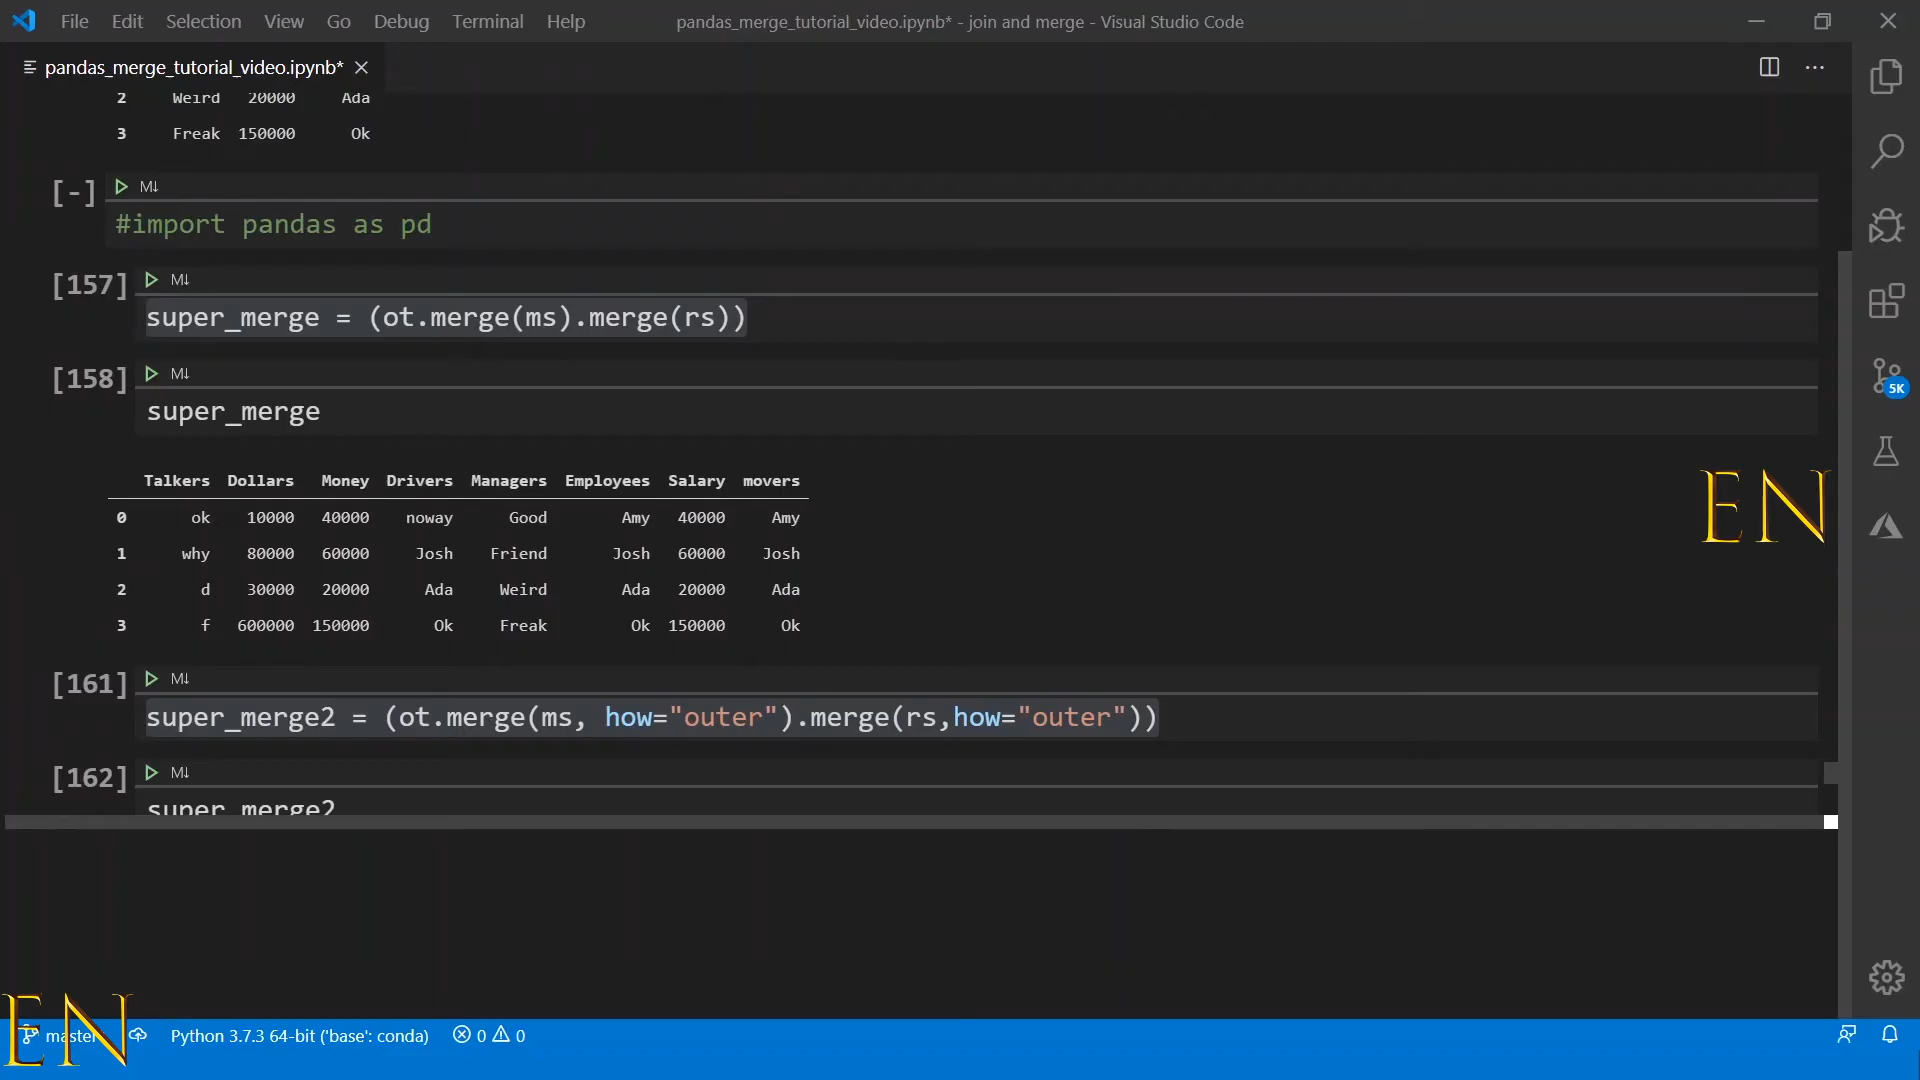 File Edit Selection View Go Debug Terminal Help pandas_merge_tutorial_video.ipynb* - join and merge - Visual Studio Code
pandas_merge_tutorial_video.ipynb*
2 Weird 20000 Ada
3 Freak 150000 Ok
[-] M↓
#import pandas as pd
[157] M↓
super_merge = (ot.merge(ms).merge(rs))
[158] M↓
super_merge
Talkers Dollars Money Drivers Managers Employees Salary movers
0 ok 10000 40000 noway Good Amy 40000 Amy
1 why 80000 60000 Josh Friend Josh 60000 Josh
2 d 30000 20000 Ada Weird Ada 20000 Ada
3 f 600000 150000 Ok Freak Ok 150000 Ok
[161] M↓
super_merge2 = (ot.merge(ms, how="outer").merge(rs,how="outer"))
[162] M↓
super_merge2
5K
EN
EN
master Python 3.7.3 64-bit ('base': conda) 0 0